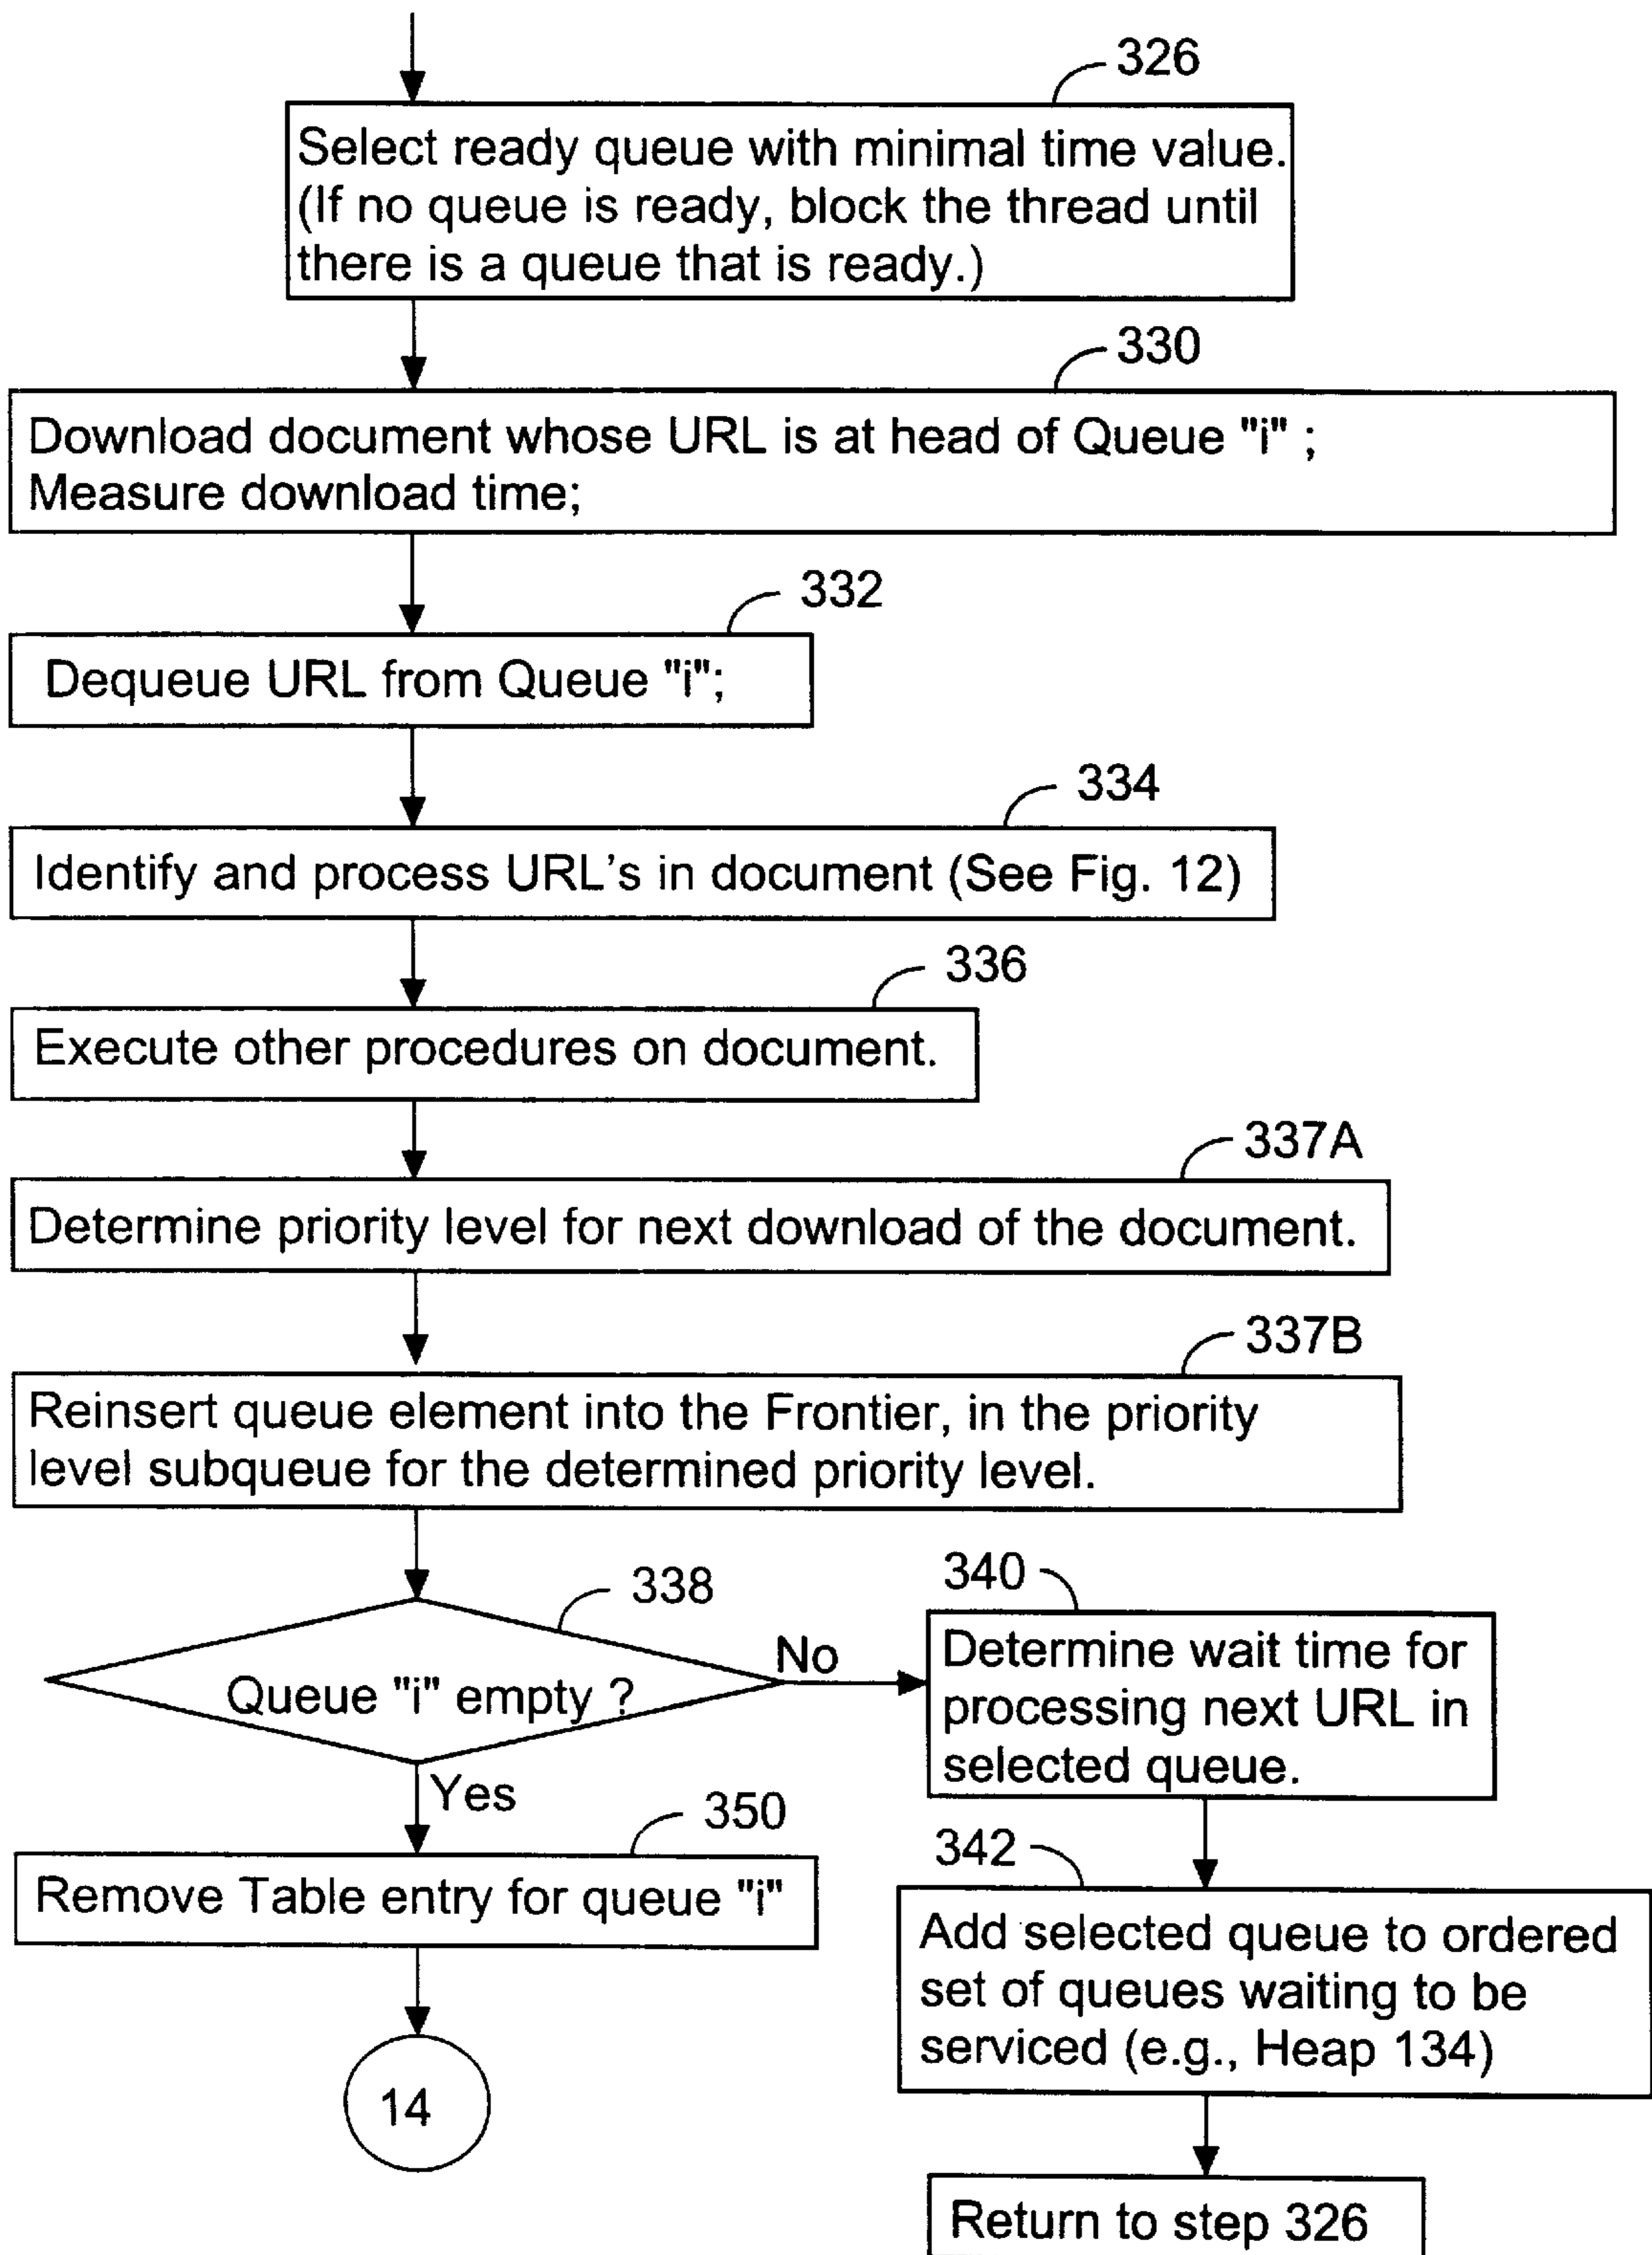 326
Select ready queue with minimal time value.
(If no queue is ready, block the thread until
there is a queue that is ready.)
330
Download document whose URL is at head of Queue "i" ;
Measure download time;
332
Dequeue URL from Queue "i";
334
Identify and process URL's in document (See Fig. 12)
336
Execute other procedures on document.
337A
Determine priority level for next download of the document.
337B
Reinsert queue element into the Frontier, in the priority
level subqueue for the determined priority level.
338
Queue "i" empty ?
No
340
Determine wait time for
processing next URL in
selected queue.
Yes
350
Remove Table entry for queue "i"
342
Add selected queue to ordered
set of queues waiting to be
serviced (e.g., Heap 134)
14
Return to step 326